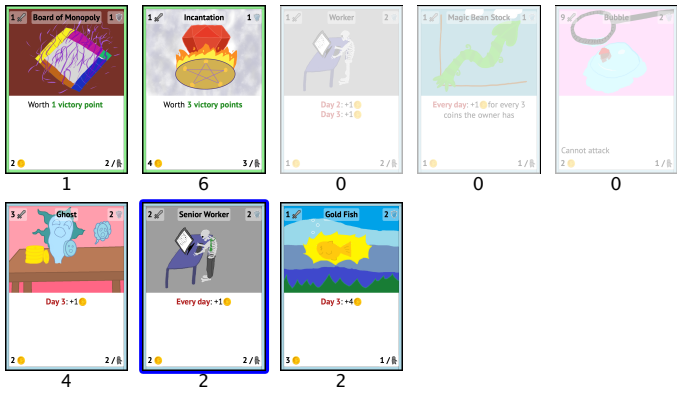 1 Board of Monopoly 1
Worth 1 victory point
2 2 /
1
1 Incantation 1
Worth 3 victory points
4 3 /
6
1 Worker 2
Day 2: +1
Day 3: +1
1 2 /
0
1 Magic Bean Stock 1
Every day: +1 for every 3
coins the owner has
1 1 /
0
9 Bubble 2
Cannot attack
2 1 /
0
3 Ghost 2
Day 3: +1
2 2 /
4
2 Senior Worker 2
Every day: +1
2 2 /
2
1 Gold Fish 2
Day 3: +4
3 1 /
2